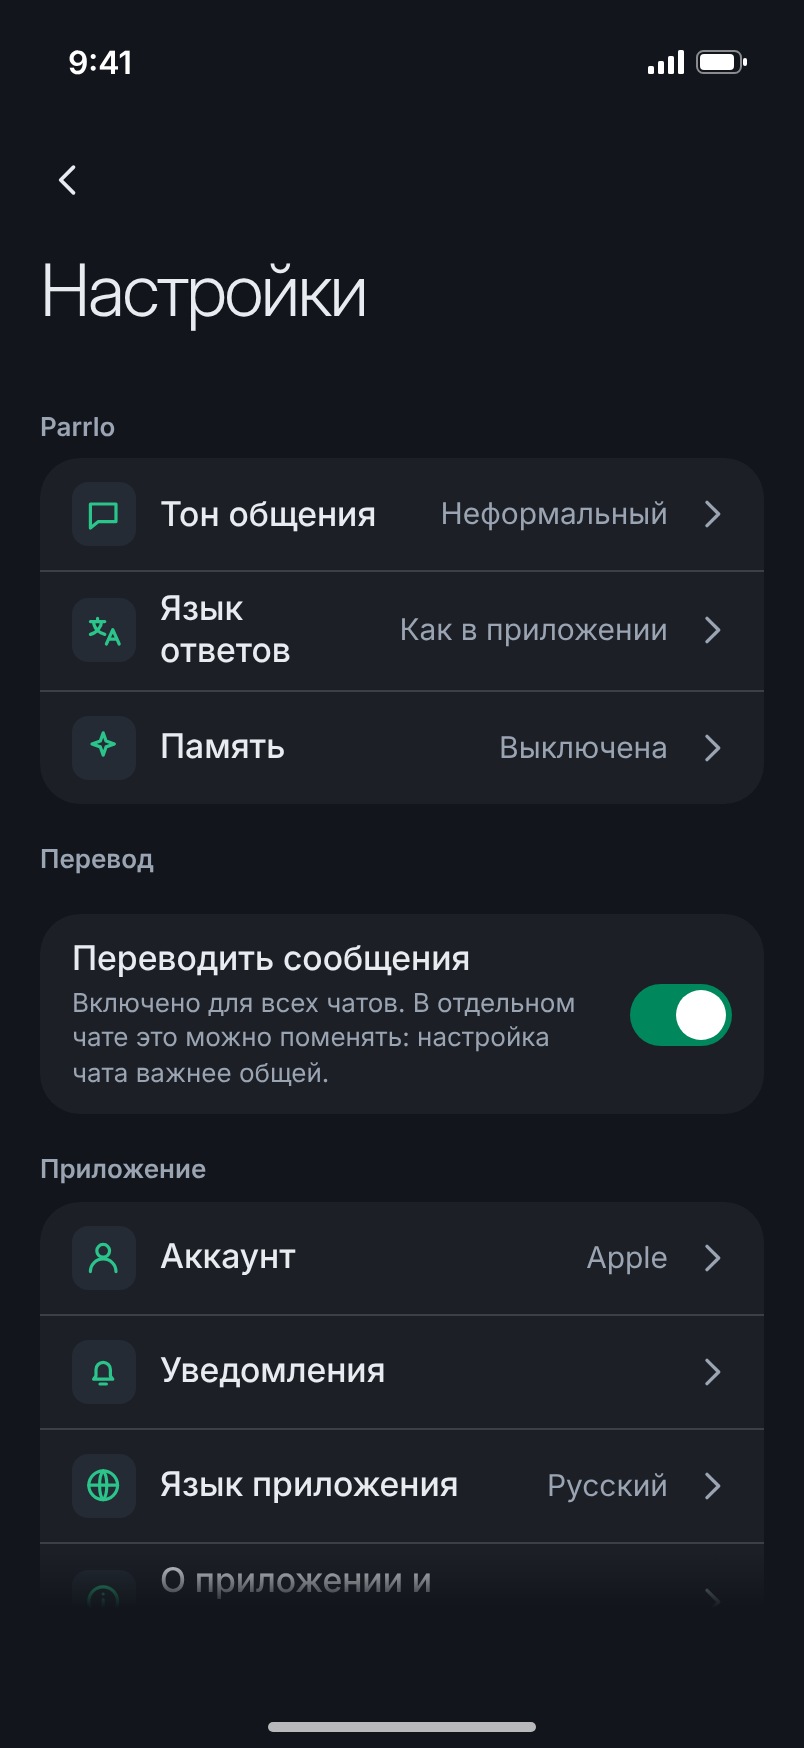 9:41
Настройки
Parrlo
Тон общения
Неформальный
Язык
ответов
Как в приложении
Память
Выключена
Перевод
Переводить сообщения
Включено для всех чатов. В отдельном
чате это можно поменять: настройка
чата важнее общей.
Приложение
Аккаунт
Apple
Уведомления
Язык приложения
Русский
О приложении и